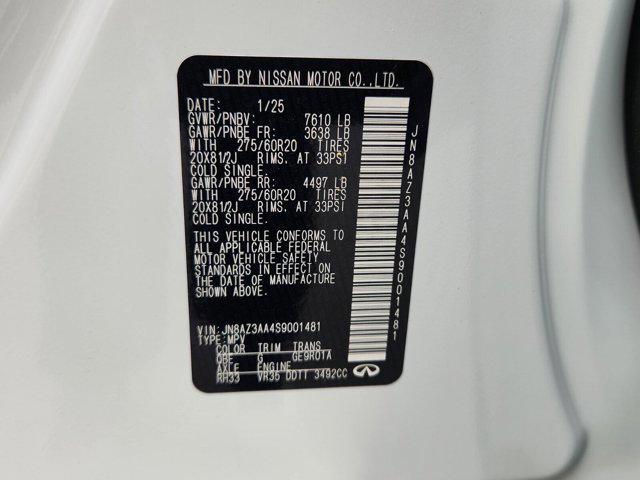 MFD BY NISSAN MOTOR CO.,LTD.
DATE: 1/25
GVWR/PNBV: 7610 LB
GAWR/PNBE FR: 3638 LB
WITH 275/60R20 TIRES
20X81/2J RIMS. AT 33PSI
COLD SINGLE.
GAWR/PNBE RR: 4497 LB
WITH 275/60R20 TIRES
20X81/2J RIMS. AT 33PSI
COLD SINGLE.
THIS VEHICLE CONFORMS TO
ALL APPLICABLE FEDERAL
MOTOR VEHICLE SAFETY
STANDARDS IN EFFECT ON
THE DATE OF MANUFACTURE
SHOWN ABOVE.
VIN: JN8AZ3AA4S9001481
TYPE: MPV
COLOR TRIM TRANS
QBE G GE9R01A
AXLE ENGINE
RH33 VR35 DDTT 3492CC
JN8AZ3AA4S9001481